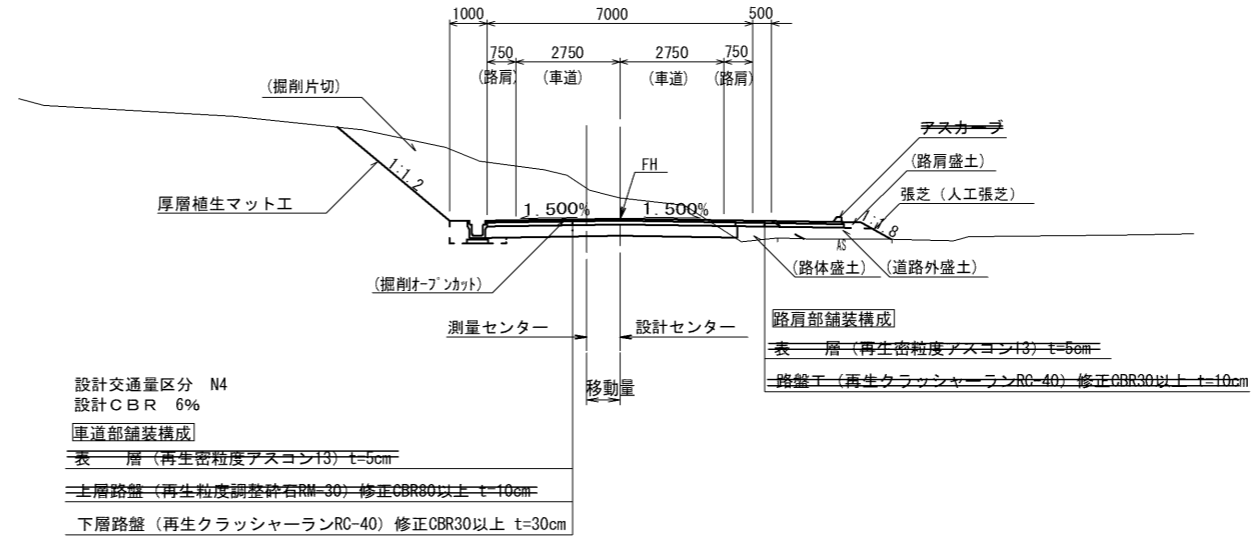 1000 7000 500
750 2750 2750 750
(路肩) (車道) (車道) (路肩)
(掘削片切)
アスカーブ
FH
(路肩盛土)
1:1.2
張芝（人工張芝）
厚層植生マット工
1.500% 1.500%
1:1.8
AS
(掘削オープンカット)
(路体盛土)
(道路外盛土)
測量センター 設計センター
移動量
路肩部舗装構成
表　層（再生密粒度アスコン13）t=5cm
路盤工（再生クラッシャーランRC-40）修正CBR30以上 t=10cm
設計交通量区分 N4
設計CBR 6%
車道部舗装構成
表　層（再生密粒度アスコン13）t=5cm
上層路盤（再生粒度調整砕石RM-30）修正CBR80以上 t=10cm
下層路盤（再生クラッシャーランRC-40）修正CBR30以上 t=30cm